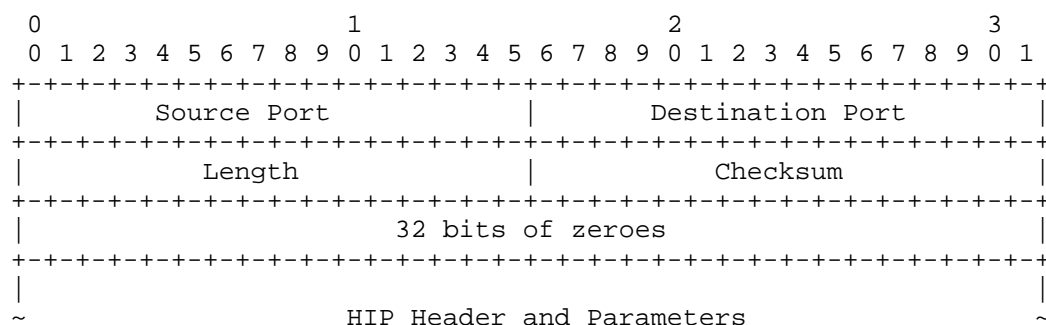 0                   1                   2                   3
 0 1 2 3 4 5 6 7 8 9 0 1 2 3 4 5 6 7 8 9 0 1 2 3 4 5 6 7 8 9 0 1
+-+-+-+-+-+-+-+-+-+-+-+-+-+-+-+-+-+-+-+-+-+-+-+-+-+-+-+-+-+-+-+-+
|        Source Port            |       Destination Port        |
+-+-+-+-+-+-+-+-+-+-+-+-+-+-+-+-+-+-+-+-+-+-+-+-+-+-+-+-+-+-+-+-+
|           Length              |           Checksum            |
+-+-+-+-+-+-+-+-+-+-+-+-+-+-+-+-+-+-+-+-+-+-+-+-+-+-+-+-+-+-+-+-+
|                       32 bits of zeroes                       |
+-+-+-+-+-+-+-+-+-+-+-+-+-+-+-+-+-+-+-+-+-+-+-+-+-+-+-+-+-+-+-+-+
|                                                               |
~                    HIP Header and Parameters                  ~